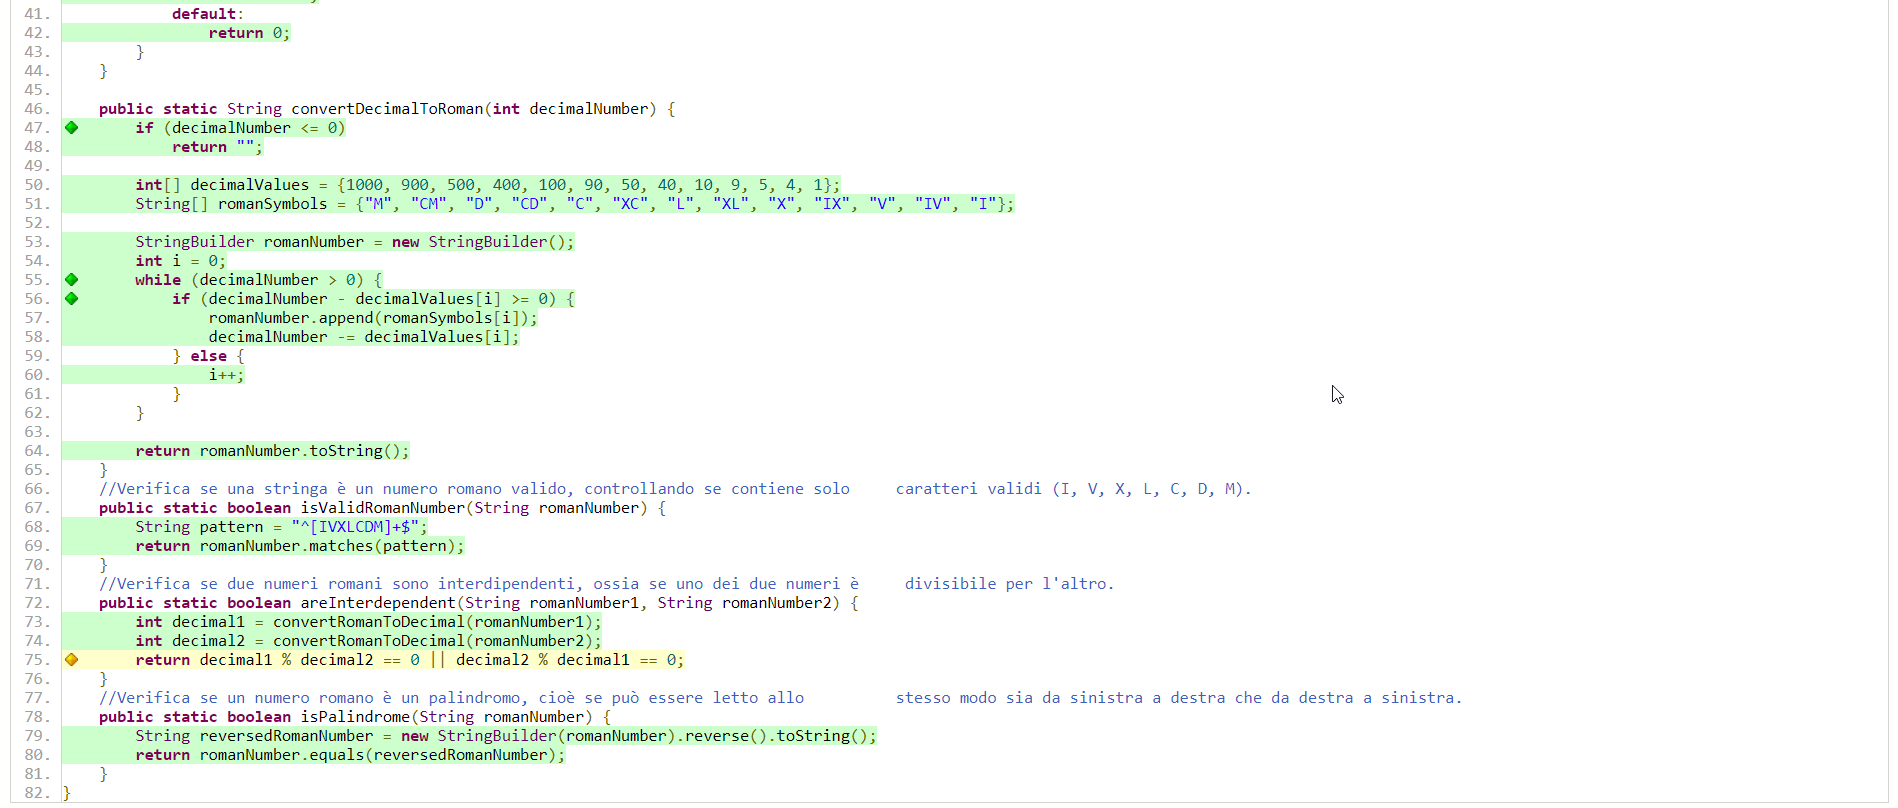 41.             default:
42.                 return 0;
43.         }
44.     }
45.
46.     public static String convertDecimalToRoman(int decimalNumber) {
47.         if (decimalNumber <= 0)
48.             return "";
49.
50.         int[] decimalValues = {1000, 900, 500, 400, 100, 90, 50, 40, 10, 9, 5, 4, 1};
51.         String[] romanSymbols = {"M", "CM", "D", "CD", "C", "XC", "L", "XL", "X", "IX", "V", "IV", "I"};
52.
53.         StringBuilder romanNumber = new StringBuilder();
54.         int i = 0;
55.         while (decimalNumber > 0) {
56.             if (decimalNumber - decimalValues[i] >= 0) {
57.                 romanNumber.append(romanSymbols[i]);
58.                 decimalNumber -= decimalValues[i];
59.             } else {
60.                 i++;
61.             }
62.         }
63.
64.         return romanNumber.toString();
65.     }
66.     //Verifica se una stringa è un numero romano valido, controllando se contiene solo     caratteri validi (I, V, X, L, C, D, M).
67.     public static boolean isValidRomanNumber(String romanNumber) {
68.         String pattern = "^[IVXLCDM]+$";
69.         return romanNumber.matches(pattern);
70.     }
71.     //Verifica se due numeri romani sono interdipendenti, ossia se uno dei due numeri è     divisibile per l'altro.
72.     public static boolean areInterdependent(String romanNumber1, String romanNumber2) {
73.         int decimal1 = convertRomanToDecimal(romanNumber1);
74.         int decimal2 = convertRomanToDecimal(romanNumber2);
75.         return decimal1 % decimal2 == 0 || decimal2 % decimal1 == 0;
76.     }
77.     //Verifica se un numero romano è un palindromo, cioè se può essere letto allo          stesso modo sia da sinistra a destra che da destra a sinistra.
78.     public static boolean isPalindrome(String romanNumber) {
79.         String reversedRomanNumber = new StringBuilder(romanNumber).reverse().toString();
80.         return romanNumber.equals(reversedRomanNumber);
81.     }
82. }